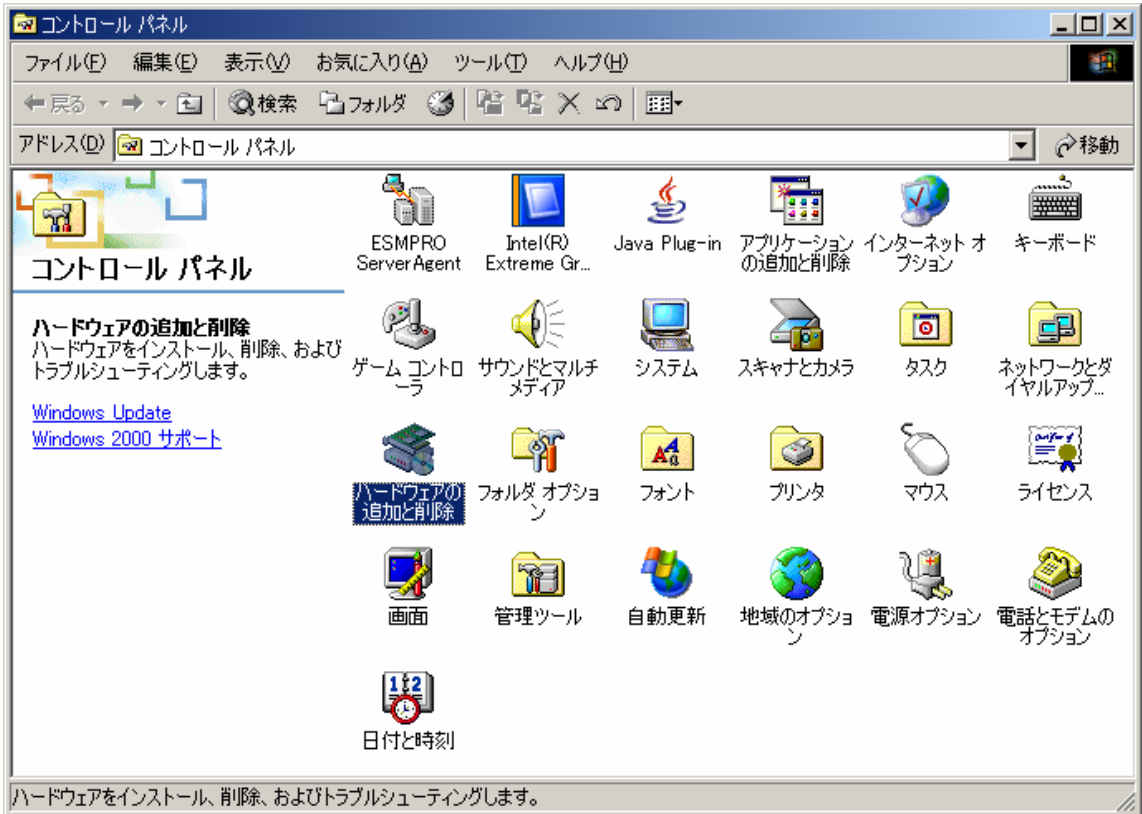 コントロール パネル
ファイル(F) 編集(E) 表示(V) お気に入り(A) ツール(T) ヘルプ(H)
戻る 検索 フォルダ
アドレス(D) コントロール パネル 移動
コントロール パネル
ハードウェアの追加と削除
ハードウェアをインストール、削除、および
トラブルシューティングします。
Windows Update
Windows 2000 サポート
ESMPRO
ServerAgent
Intel(R)
Extreme Gr...
Java Plug-in
アプリケーション
の追加と削除
インターネット オ
プション
キーボード
ゲーム コントロ
ーラ
サウンドとマルチ
メディア
システム
スキャナとカメラ
タスク
ネットワークとダ
イヤルアップ...
ハードウェアの
追加と削除
フォルダ オプショ
ン
フォント
プリンタ
マウス
ライセンス
画面
管理ツール
自動更新
地域のオプショ
ン
電源オプション
電話とモデムの
オプション
日付と時刻
ハードウェアをインストール、削除、およびトラブルシューティングします。